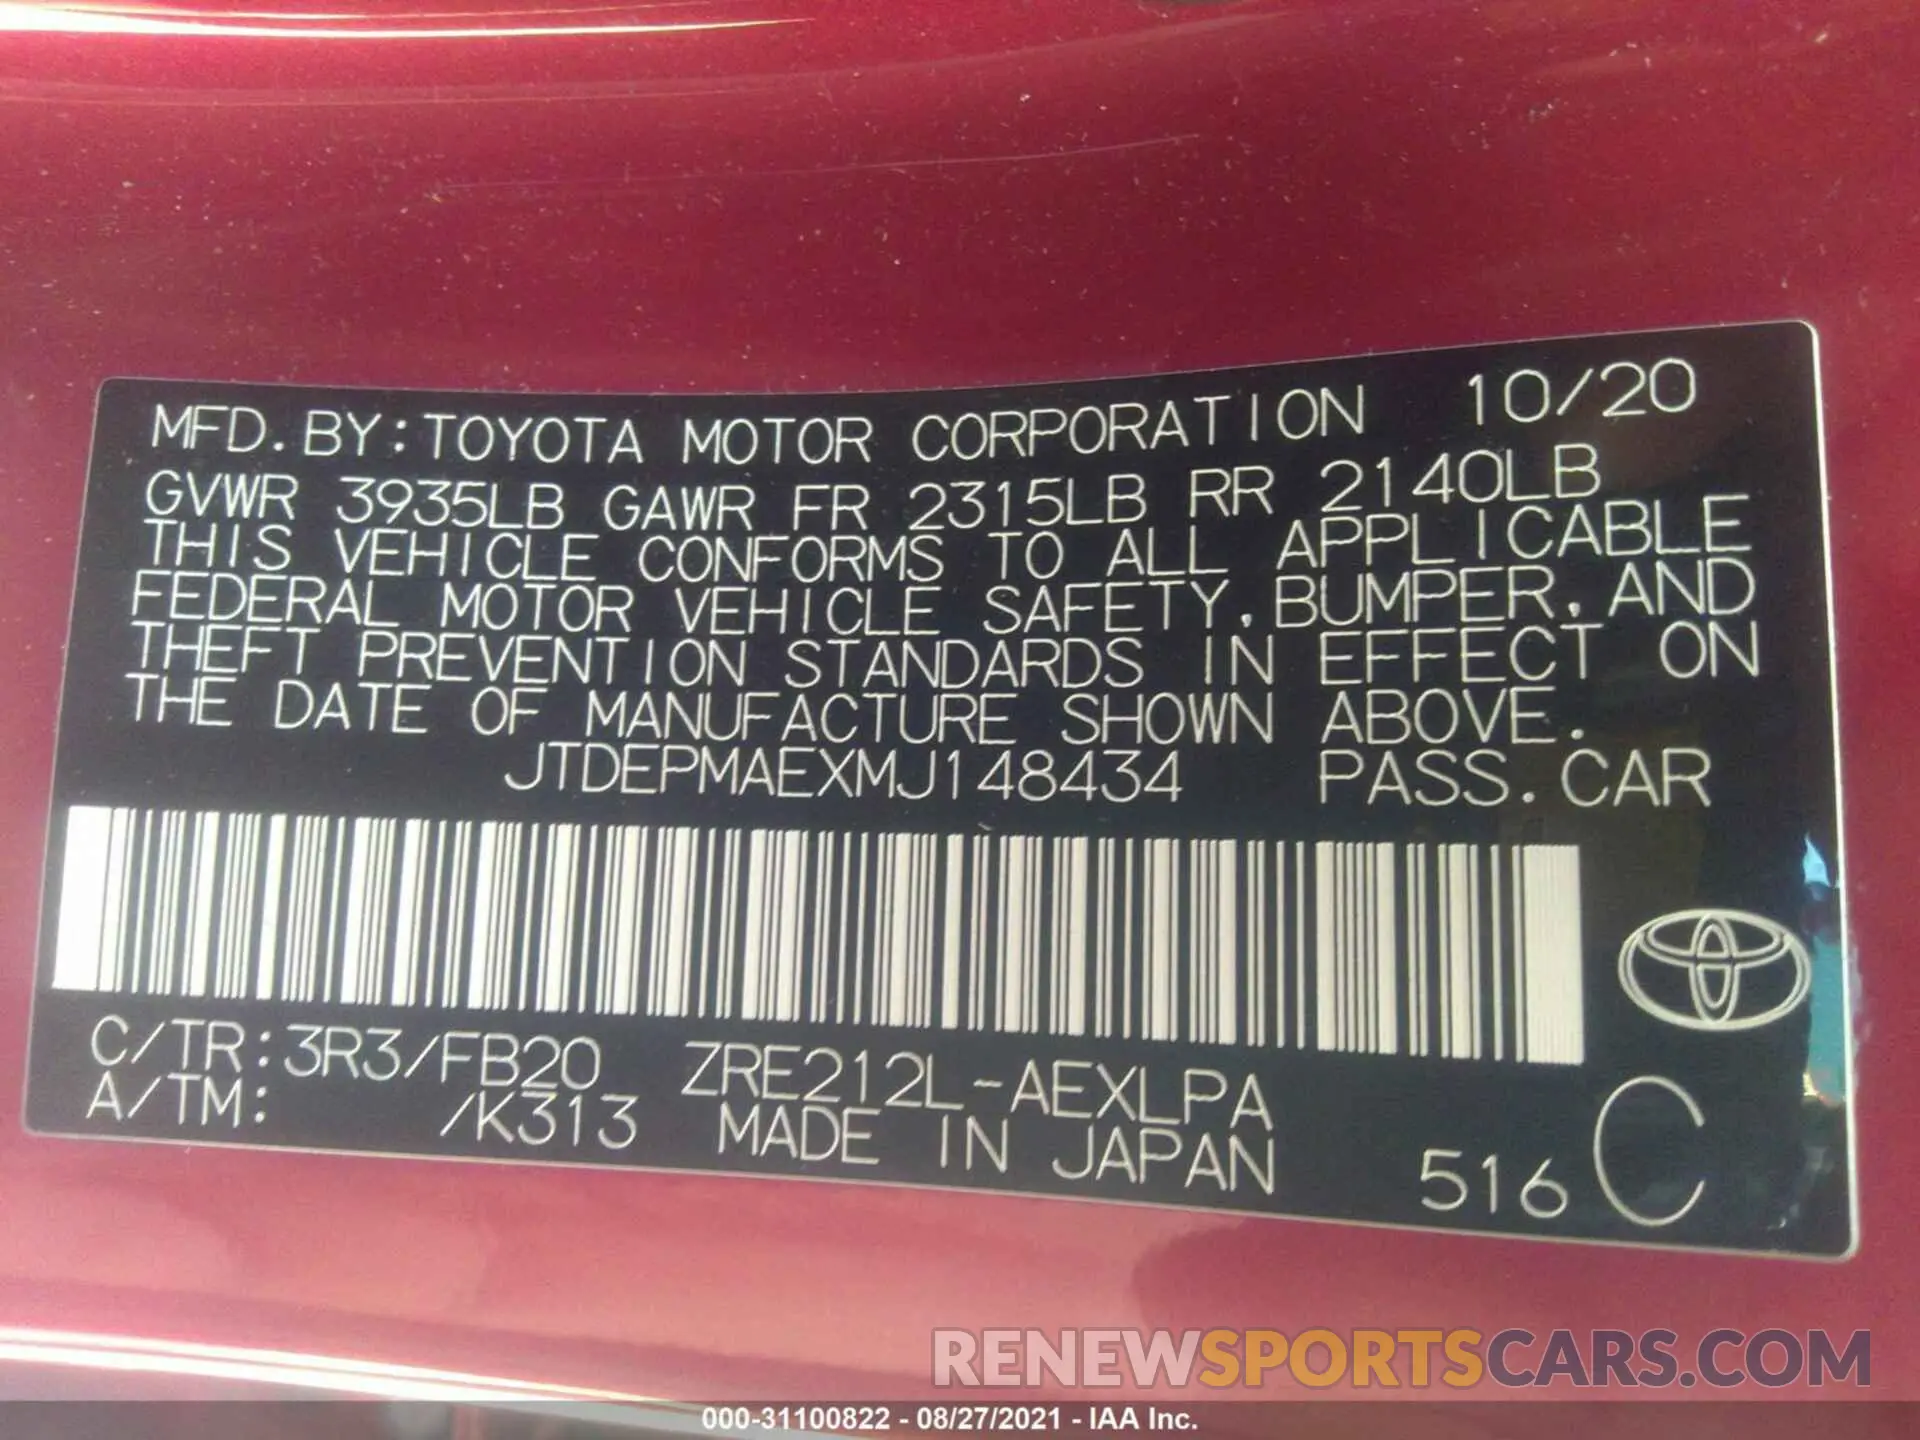 MFD. BY: TOYOTA MOTOR CORPORATION 10/20
GVWR 3935LB GAWR FR 2315LB RR 2140LB
THIS VEHICLE CONFORMS TO ALL APPLICABLE
FEDERAL MOTOR VEHICLE SAFETY, BUMPER, AND
THEFT PREVENTION STANDARDS IN EFFECT ON
THE DATE OF MANUFACTURE SHOWN ABOVE.
JTDEPMAEXMJ148434 PASS. CAR
C/TR: 3R3/FB20 ZRE212L-AEXLPA
A/TM: /K313 MADE IN JAPAN 516 C
RENEWSPORTSCARS.COM
000-31100822 - 08/27/2021 - IAA Inc.